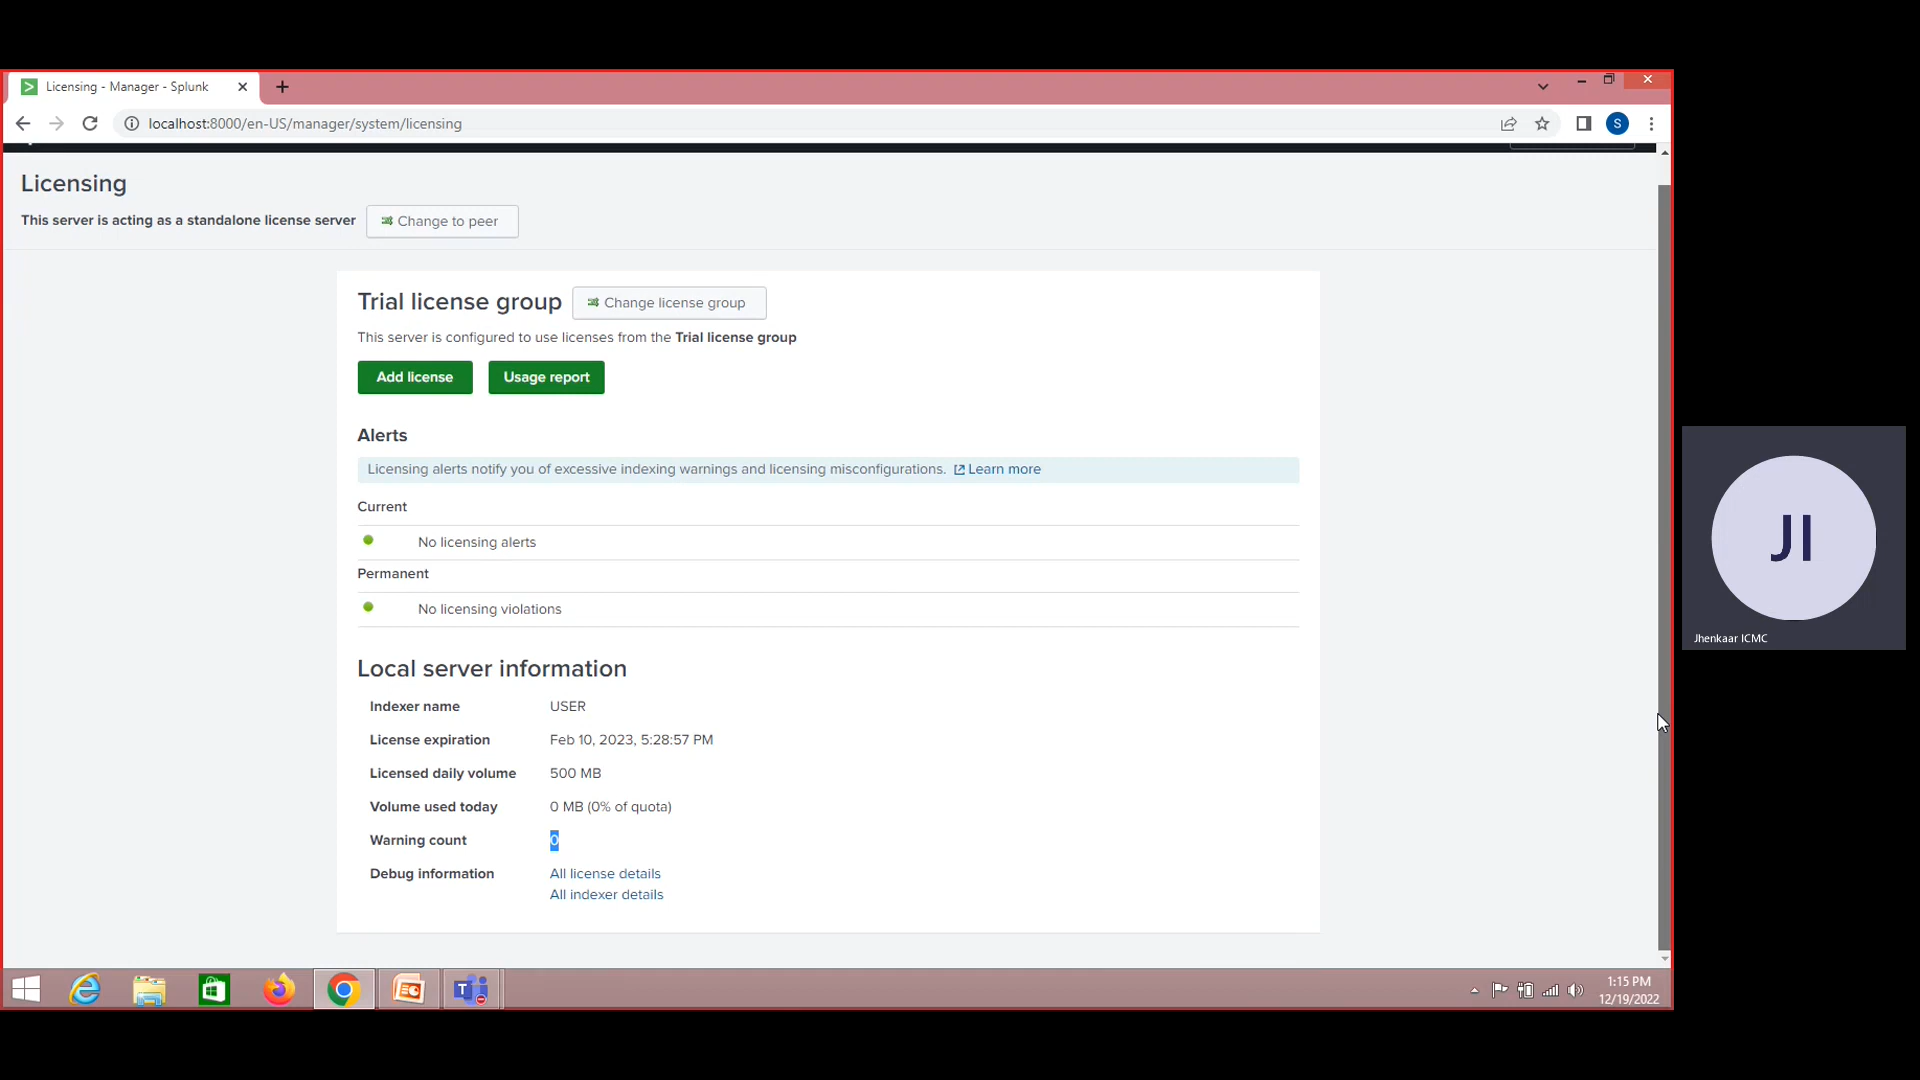 Licensing - Manager - Splunk
localhost:8000/en-US/manager/system/licensing
S
Licensing
This server is acting as a standalone license server
Change to peer
Trial license group
Change license group
This server is configured to use licenses from the Trial license group
Add license
Usage report
Alerts
Licensing alerts notify you of excessive indexing warnings and licensing misconfigurations. Learn more
Current
No licensing alerts
Permanent
No licensing violations
Local server information
Indexer name USER
License expiration Feb 10, 2023, 5:28:57 PM
Licensed daily volume 500 MB
Volume used today 0 MB (0% of quota)
Warning count 0
Debug information All license details
All indexer details
JI
Jhenkaar ICMC
1:15 PM
12/19/2022